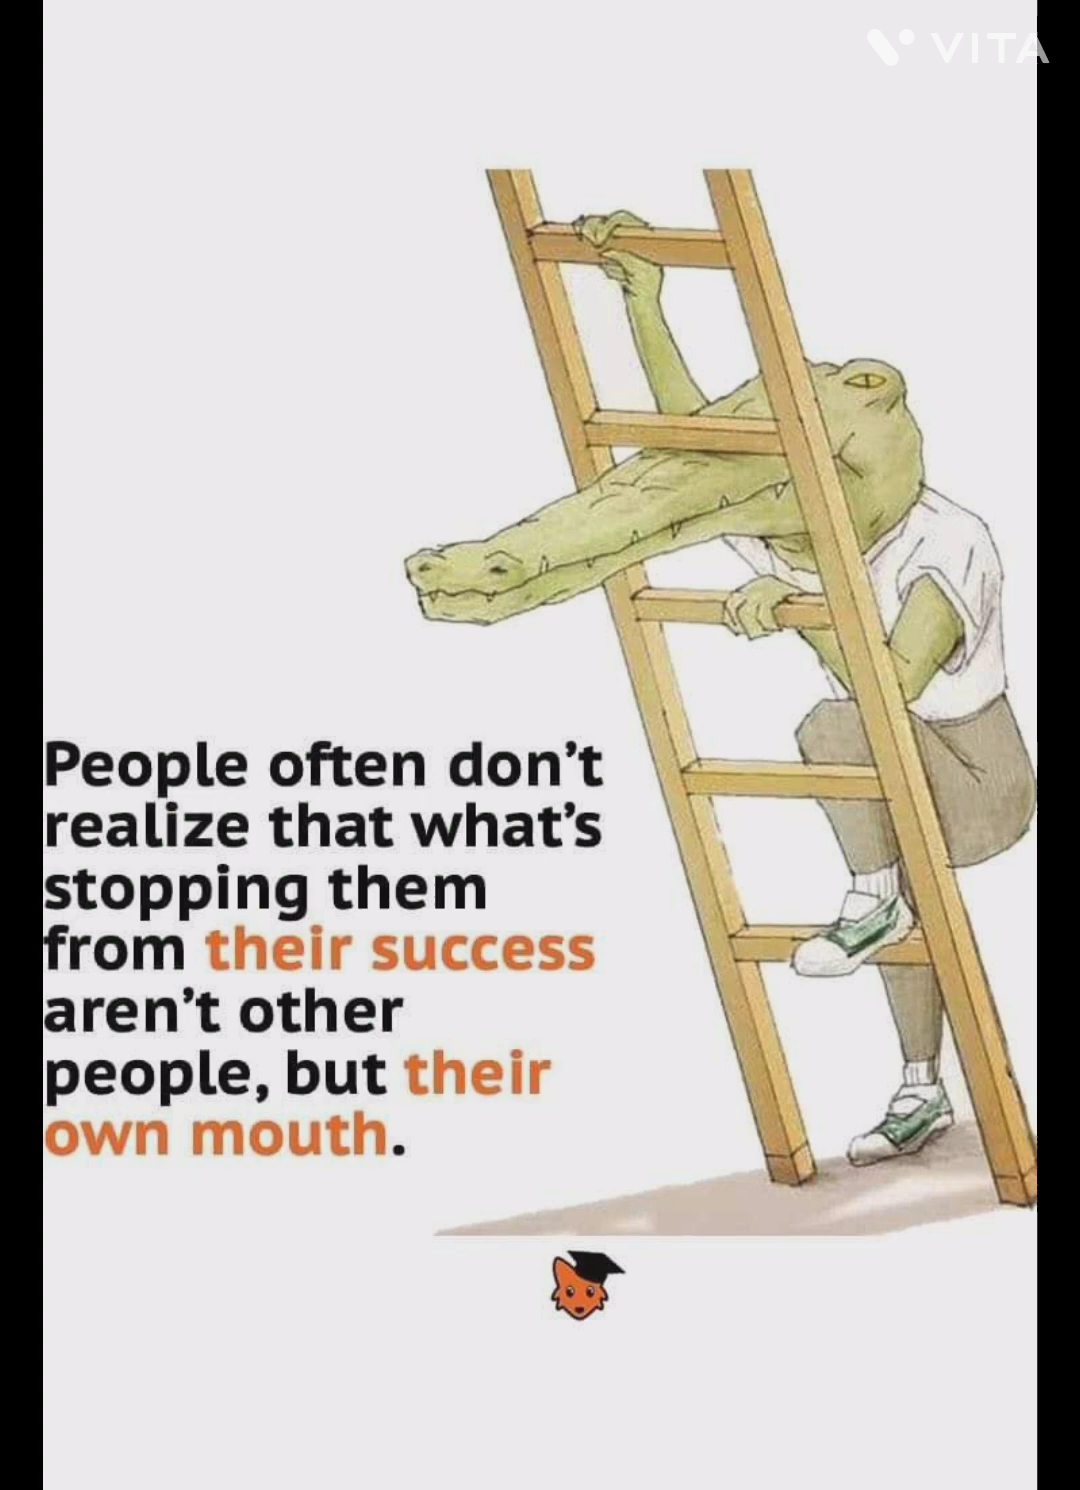 VITA
People often don’t
realize that what’s
stopping them
from their success
aren’t other
people, but their
own mouth.